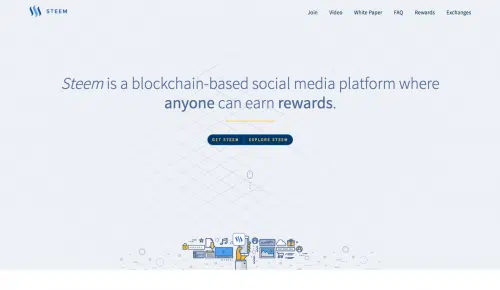 STEEM
Join Video White Paper FAQ Rewards Exchanges
Steem is a blockchain-based social media platform where
anyone can earn rewards.
GET STEEM EXPLORE STEEM